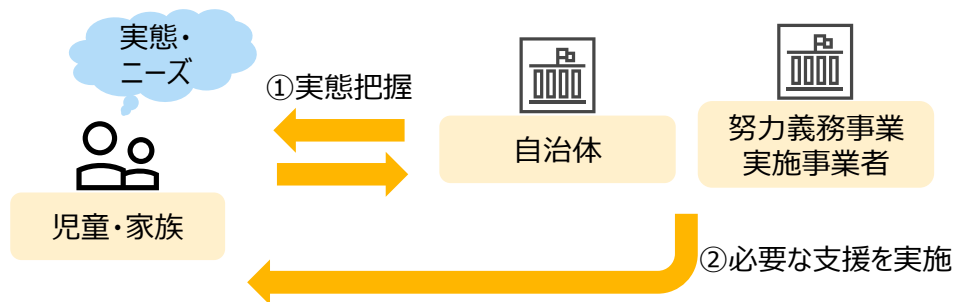 実態・
ニーズ
①実態把握
自治体
努力義務事業
実施事業者
児童・家族
②必要な支援を実施